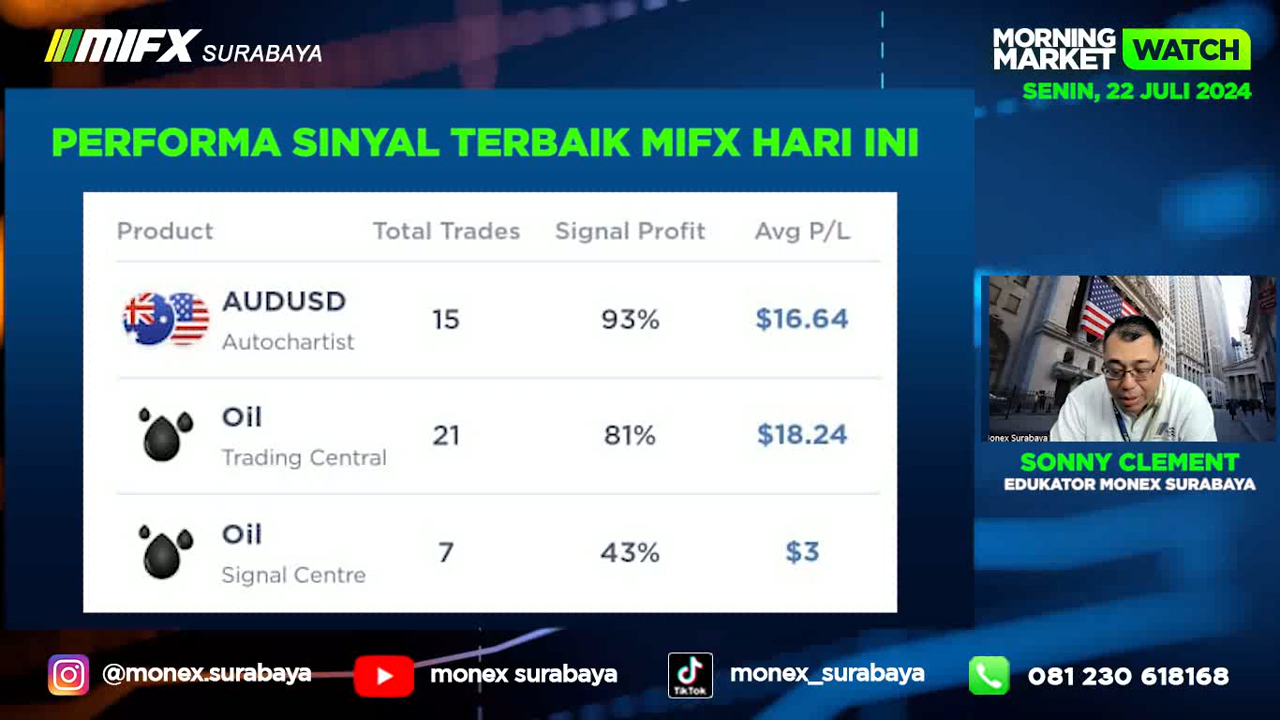 MIFX SURABAYA
MORNING MARKET WATCH
SENIN, 22 JULI 2024
PERFORMA SINYAL TERBAIK MIFX HARI INI
Product Total Trades Signal Profit Avg P/L
AUDUSD
Autochartist
15 93% $16.64
Oil
Trading Central
21 81% $18.24
Oil
Signal Centre
7 43% $3
onex Surabaya
SONNY CLEMENT
EDUKATOR MONEX SURABAYA
@monex.surabaya
monex surabaya
TikTok
monex_surabaya
081 230 618168